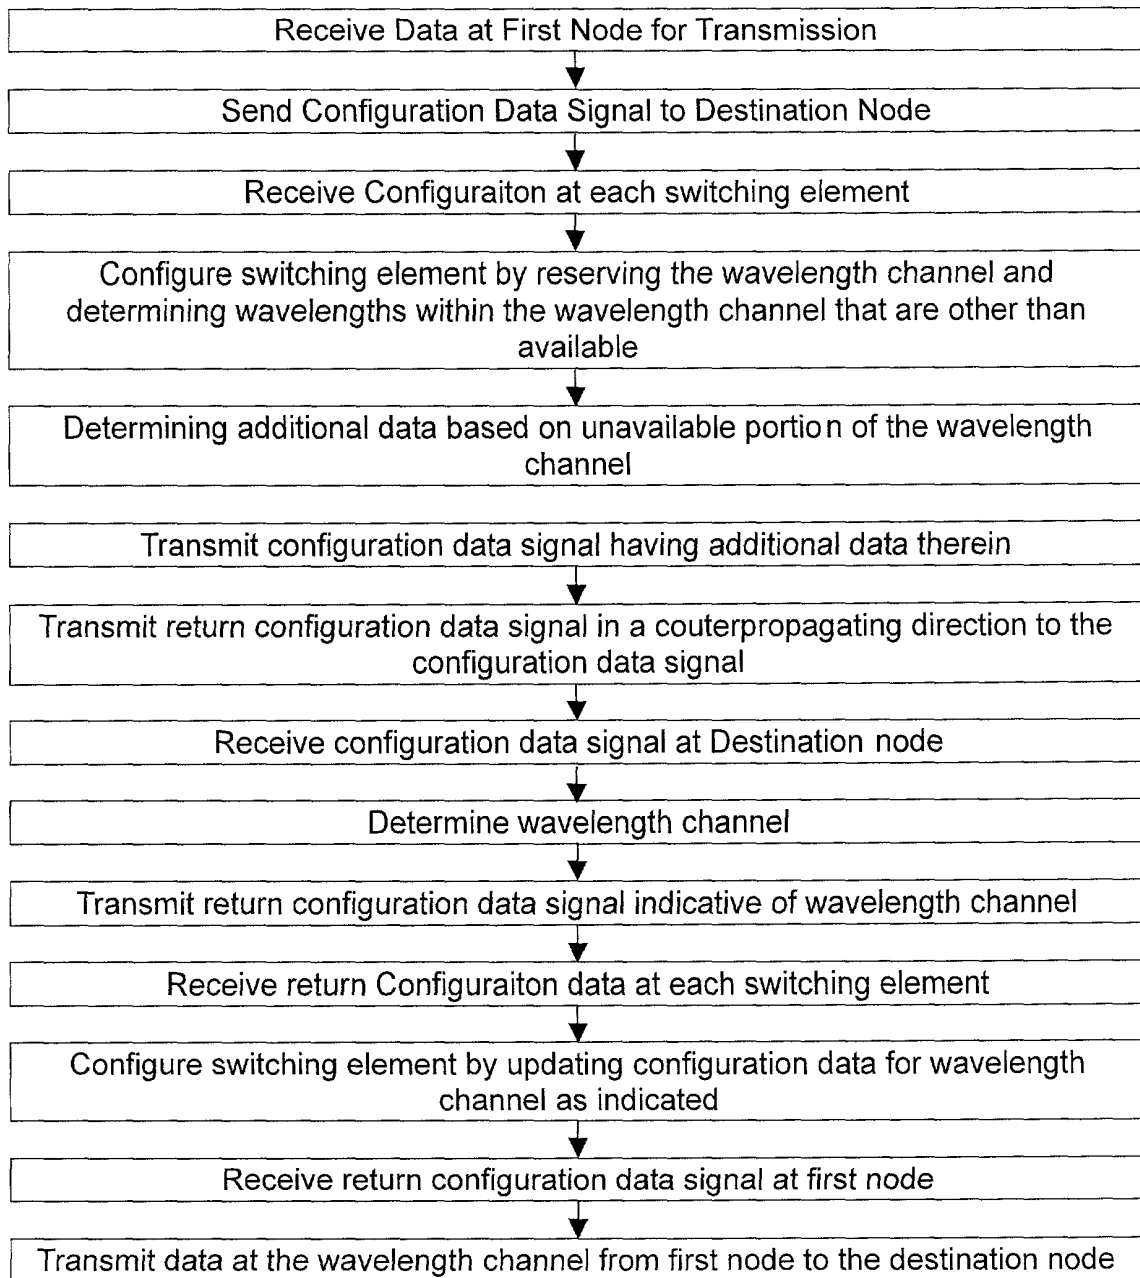 Receive Data at First Node for Transmission
Send Configuration Data Signal to Destination Node
Receive Configuraiton at each switching element
Configure switching element by reserving the wavelength channel and
determining wavelengths within the wavelength channel that are other than
available
Determining additional data based on unavailable portion of the wavelength
channel
Transmit configuration data signal having additional data therein
Transmit return configuration data signal in a couterpropagating direction to the
configuration data signal
Receive configuration data signal at Destination node
Determine wavelength channel
Transmit return configuration data signal indicative of wavelength channel
Receive return Configuraiton data at each switching element
Configure switching element by updating configuration data for wavelength
channel as indicated
Receive return configuration data signal at first node
Transmit data at the wavelength channel from first node to the destination node